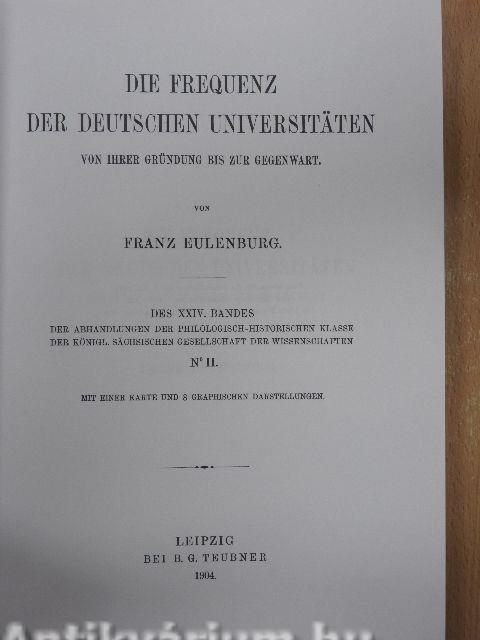 DIE FREQUENZ
DER DEUTSCHEN UNIVERSITÄTEN
VON IHRER GRÜNDUNG BIS ZUR GEGENWART.
VON
FRANZ EULENBURG.
DES XXIV. BANDES
DER ABHANDLUNGEN DER PHILOLOGISCH-HISTORISCHEN KLASSE
DER KÖNIGL. SÄCHSISCHEN GESELLSCHAFT DER WISSENSCHAFTEN
No II.
MIT EINER KARTE UND 8 GRAPHISCHEN DARSTELLUNGEN.
LEIPZIG
BEI B. G. TEUBNER
1904.
Antikvárium.hu